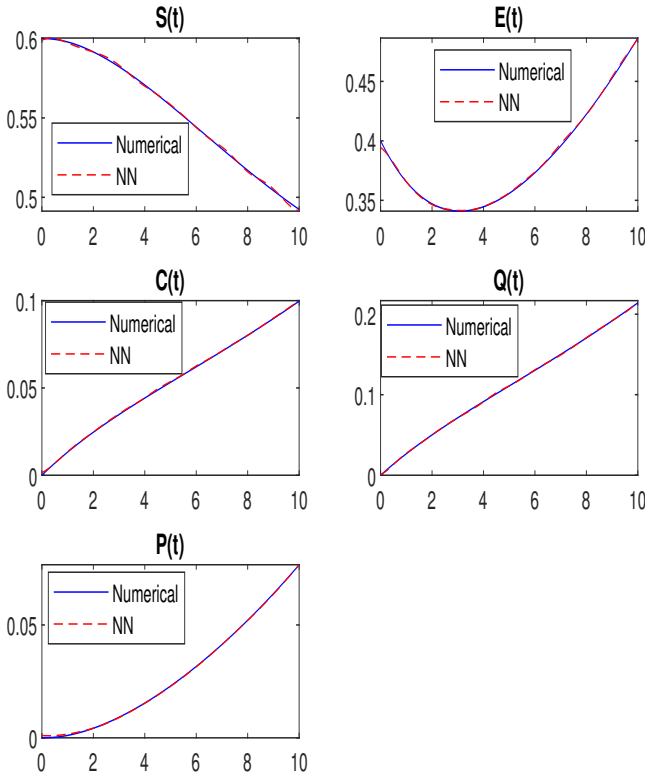 S(t)
0.6
0.55
0.5
Numerical
NN
0 2 4 6 8 10
E(t)
0.45
0.4
0.35
Numerical
NN
0 2 4 6 8 10
C(t)
0.1
0.05
0
Numerical
NN
0 2 4 6 8 10
Q(t)
0.2
0.1
0
Numerical
NN
0 2 4 6 8 10
P(t)
0.05
0
Numerical
NN
0 2 4 6 8 10